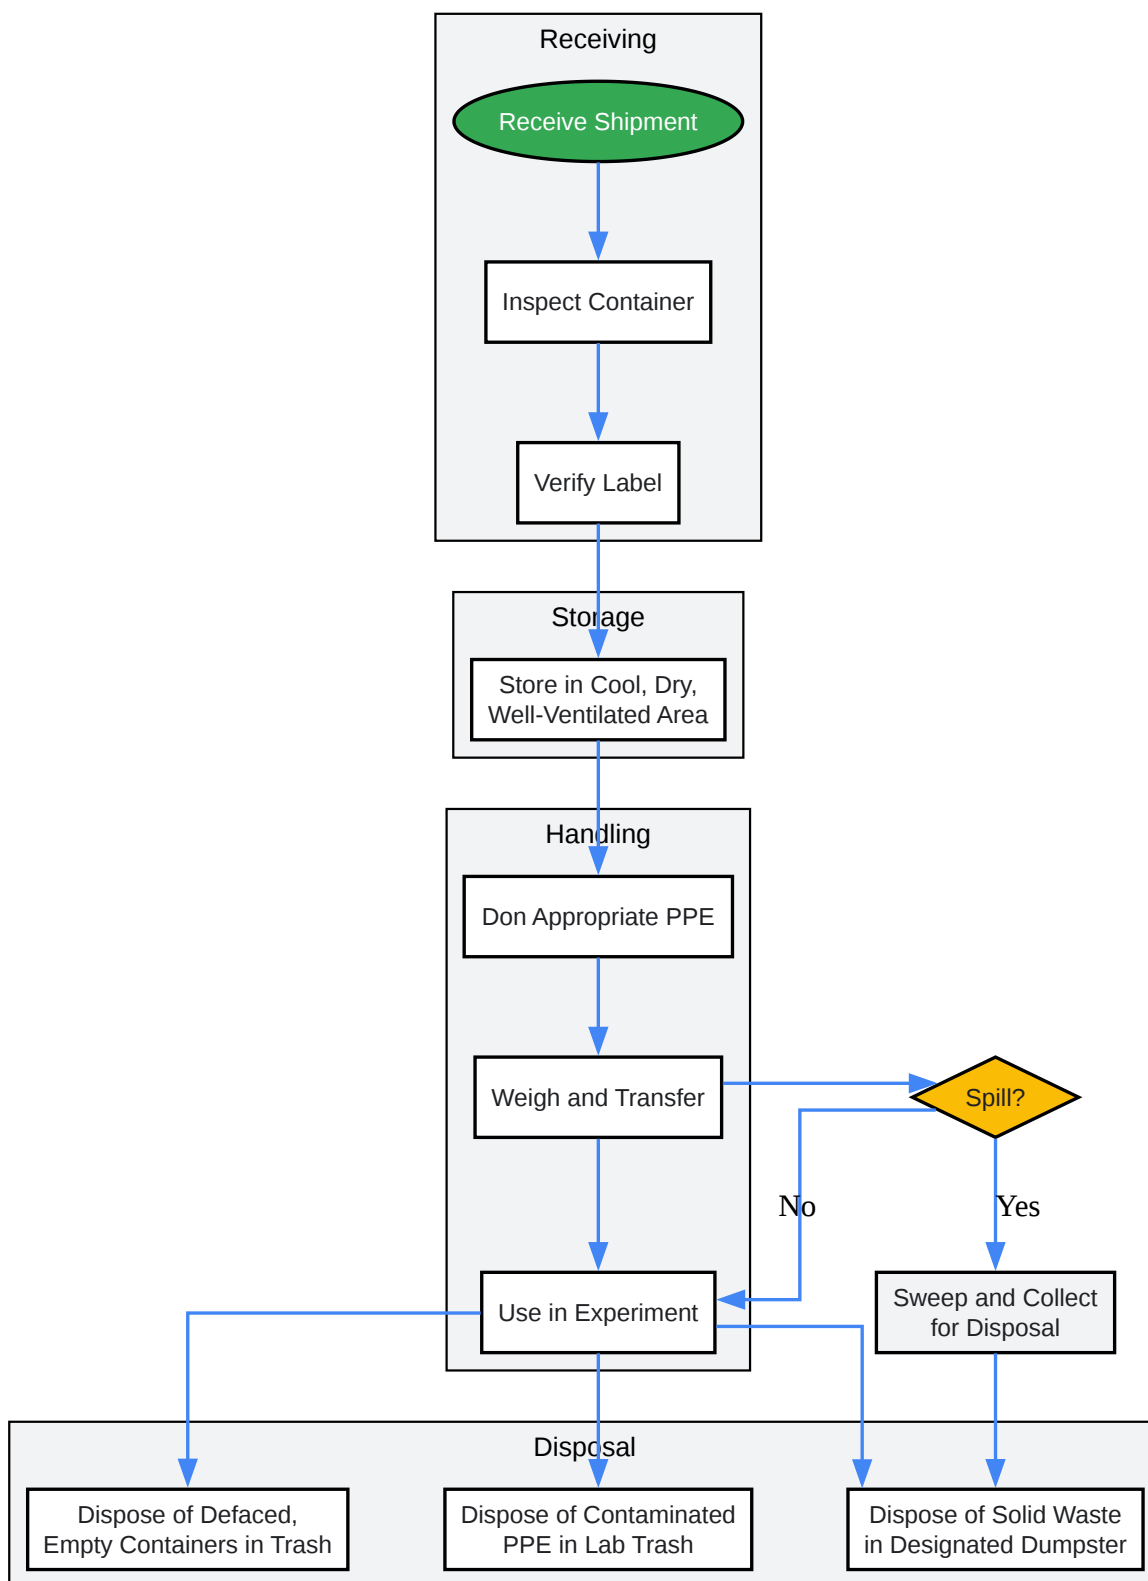 Receiving
Receive Shipment
Inspect Container
Verify Label
Storage
Store in Cool, Dry,
Well-Ventilated Area
Handling
Don Appropriate PPE
Weigh and Transfer
Spill?
No
Yes
Use in Experiment
Sweep and Collect
for Disposal
Disposal
Dispose of Defaced,
Empty Containers in Trash
Dispose of Contaminated
PPE in Lab Trash
Dispose of Solid Waste
in Designated Dumpster